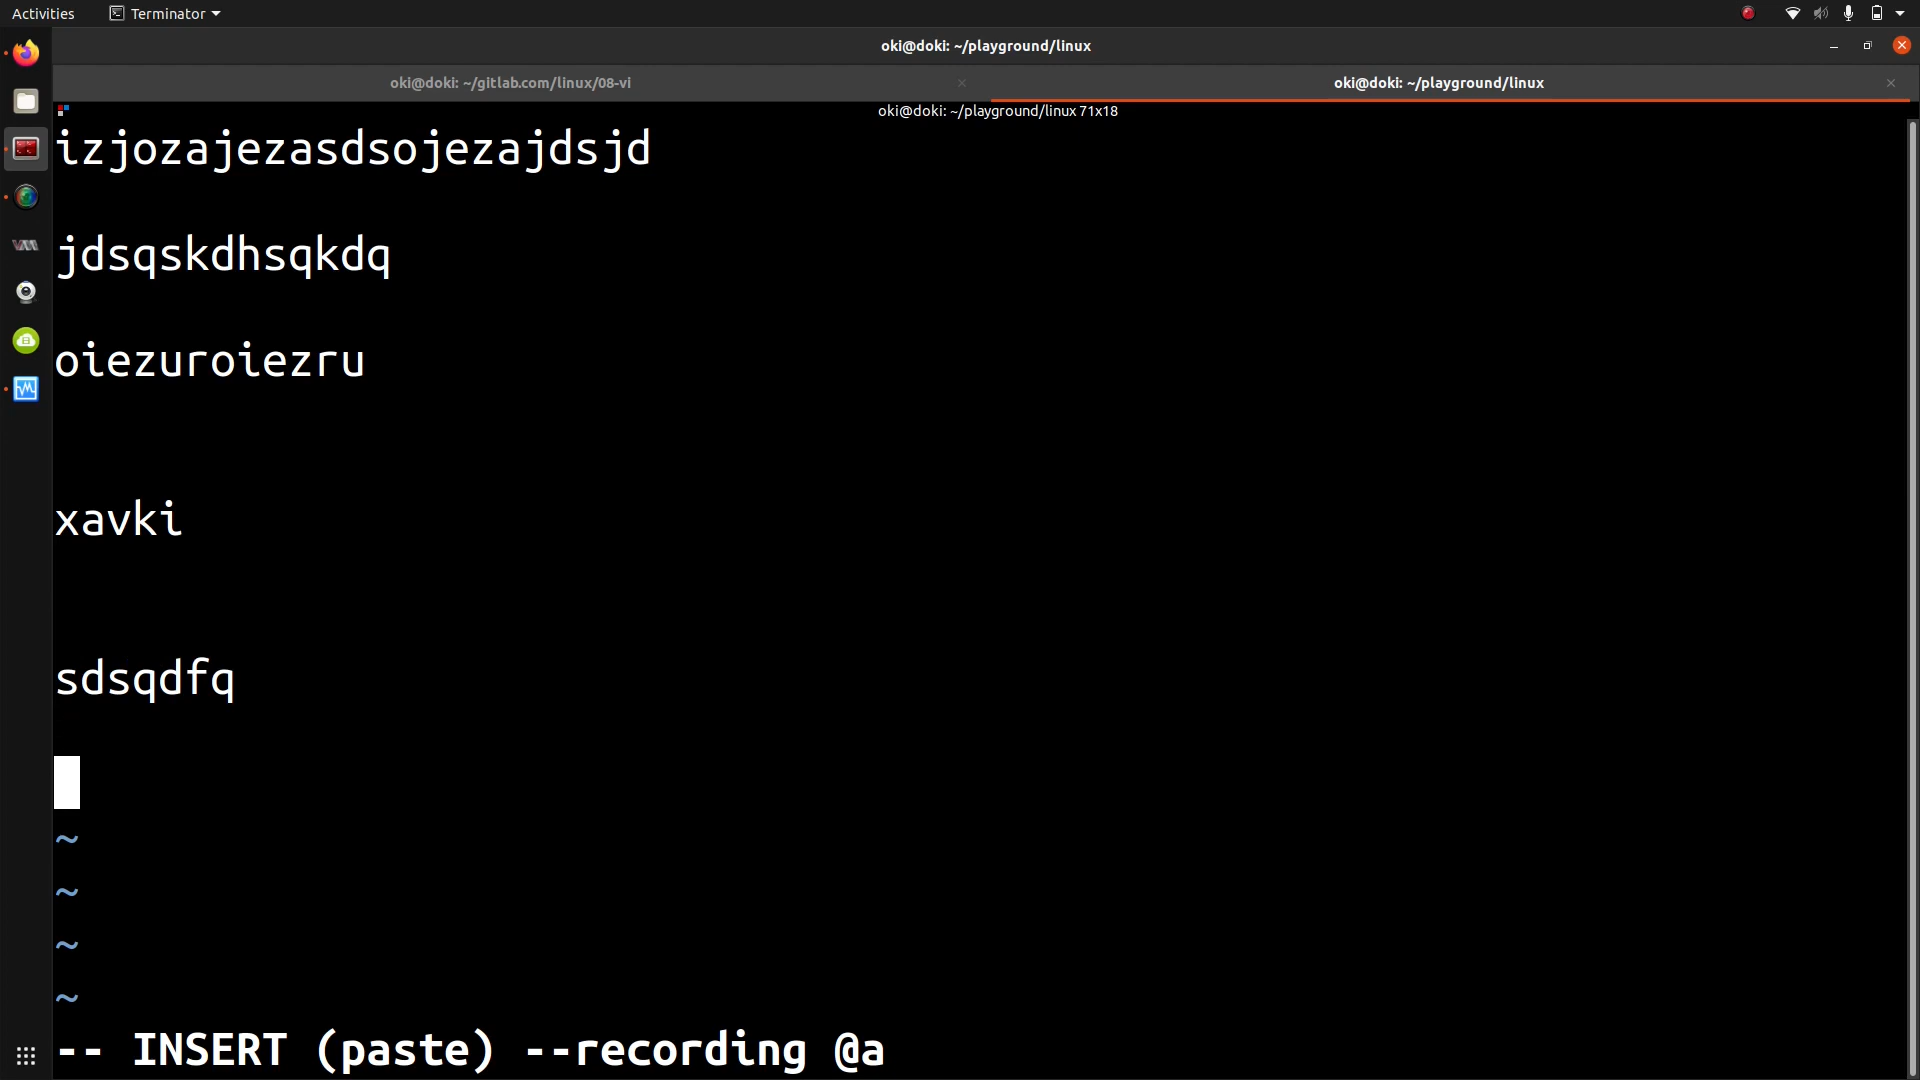 Activities
Terminator
oki@doki: ~/playground/linux
oki@doki: ~/gitlab.com/linux/08-vi
oki@doki: ~/playground/linux
oki@doki: ~/playground/linux 71x18
izjozajezasdsojezajdsjd
jdsqskdhsqkdq
oiezuroiezru
xavki
sdsqdfq
~
~
~
~
-- INSERT (paste) --recording @a